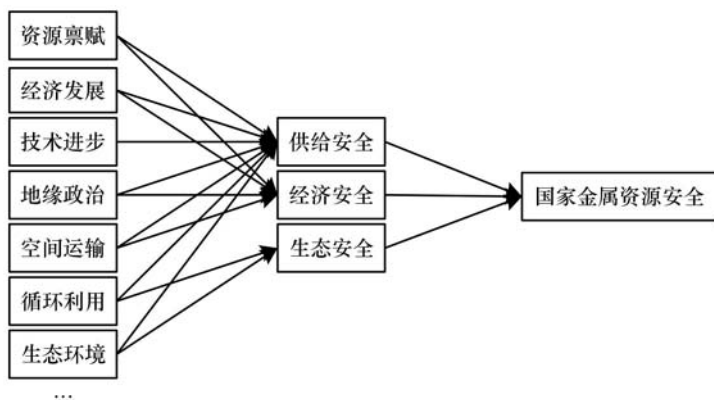 资源禀赋
经济发展
技术进步
地缘政治
空间运输
循环利用
生态环境
…
供给安全
经济安全
生态安全
国家金属资源安全